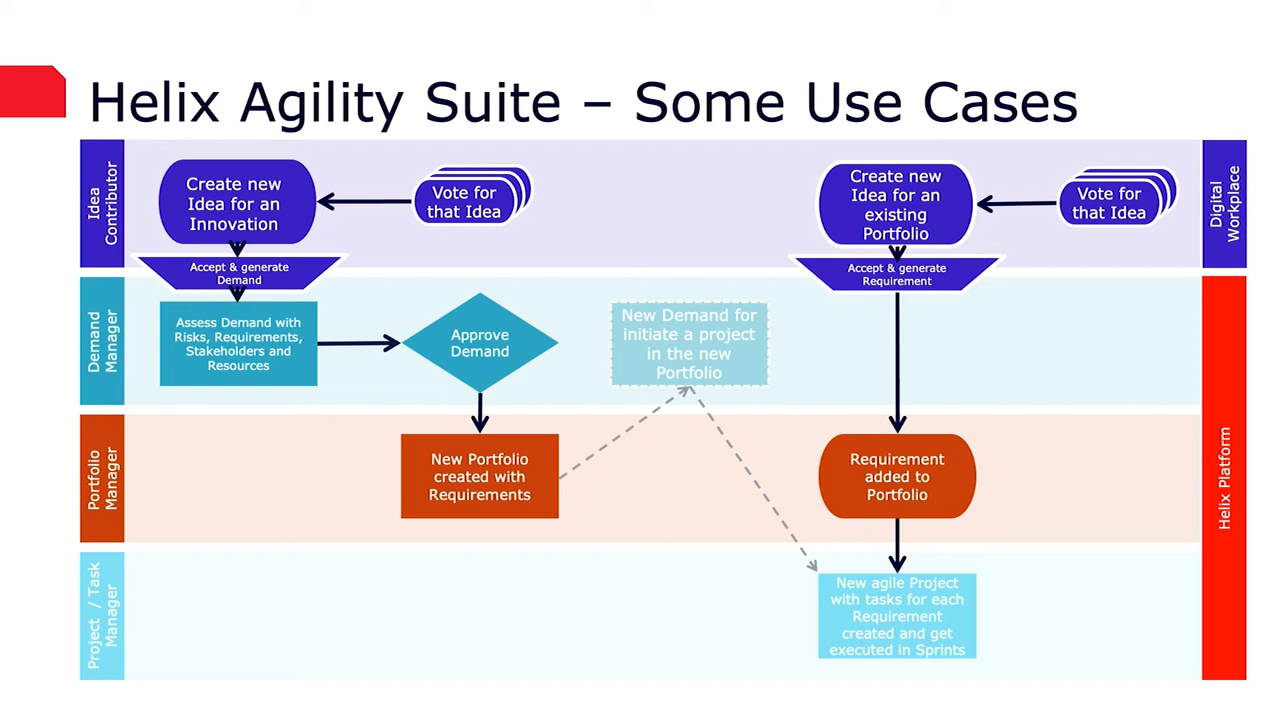 Helix Agility Suite – Some Use Cases
Idea
Contributor
Create new
Idea for an
Innovation
Vote for
that Idea
Create new
Idea for an
existing
Portfolio
Vote for
that Idea
Digital
Workplace
Accept & generate
Demand
Accept & generate
Requirement
Demand
Manager
Assess Demand with
Risks, Requirements,
Stakeholders and
Resources
Approve
Demand
New Demand for
initiate a project
in the new
Portfolio
Portfolio
Manager
New Portfolio
created with
Requirements
Requirement
added to
Portfolio
Helix Platform
Project / Task
Manager
New agile Project
with tasks for each
Requirement
created and get
executed in Sprints